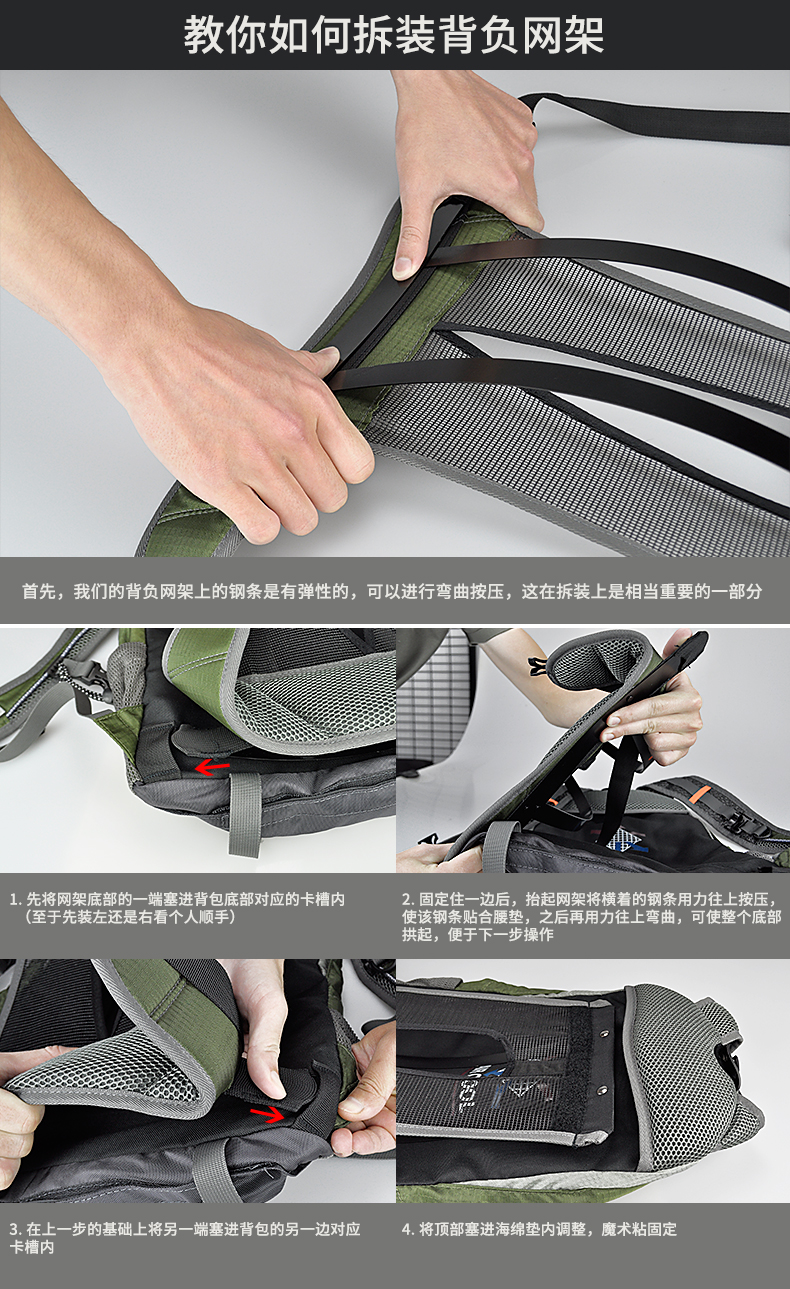 教你如何拆装背负网架
首先，我们的背负网架上的钢条是有弹性的，可以进行弯曲按压，这在拆装上是相当重要的一部分
1. 先将网架底部的一端塞进背包底部对应的卡槽内
（至于先装左还是右看个人顺手）
2. 固定住一边后，抬起网架将横着的钢条用力往上按压，
使该钢条贴合腰垫，之后再用力往上弯曲，可使整个底部
拱起，便于下一步操作
3. 在上一步的基础上将另一端塞进背包的另一边对应
卡槽内
4. 将顶部塞进海绵垫内调整，魔术粘固定